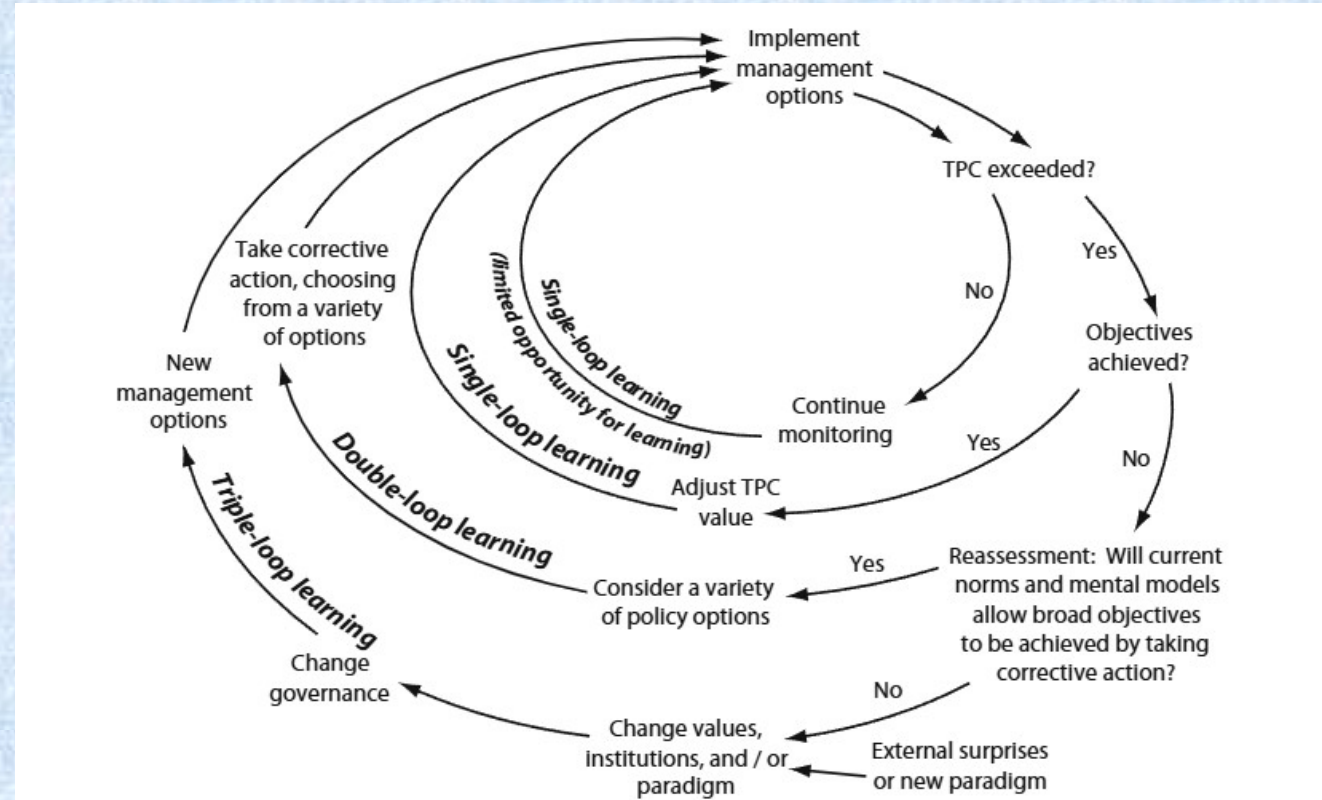 Implement
management
options
TPC exceeded?
Yes
No
Objectives
achieved?
Take corrective
action, choosing
from a variety
of options
New
management
options
Single-loop learning
(limited opportunity for learning)
Continue
monitoring
Single-loop learning
Yes
No
Adjust TPC
value
Double-loop learning
Triple-loop learning
Yes
Consider a variety
of policy options
Reassessment: Will current
norms and mental models
allow broad objectives
to be achieved by taking
corrective action?
Change
governance
No
Change values,
institutions, and / or
paradigm
External surprises
or new paradigm